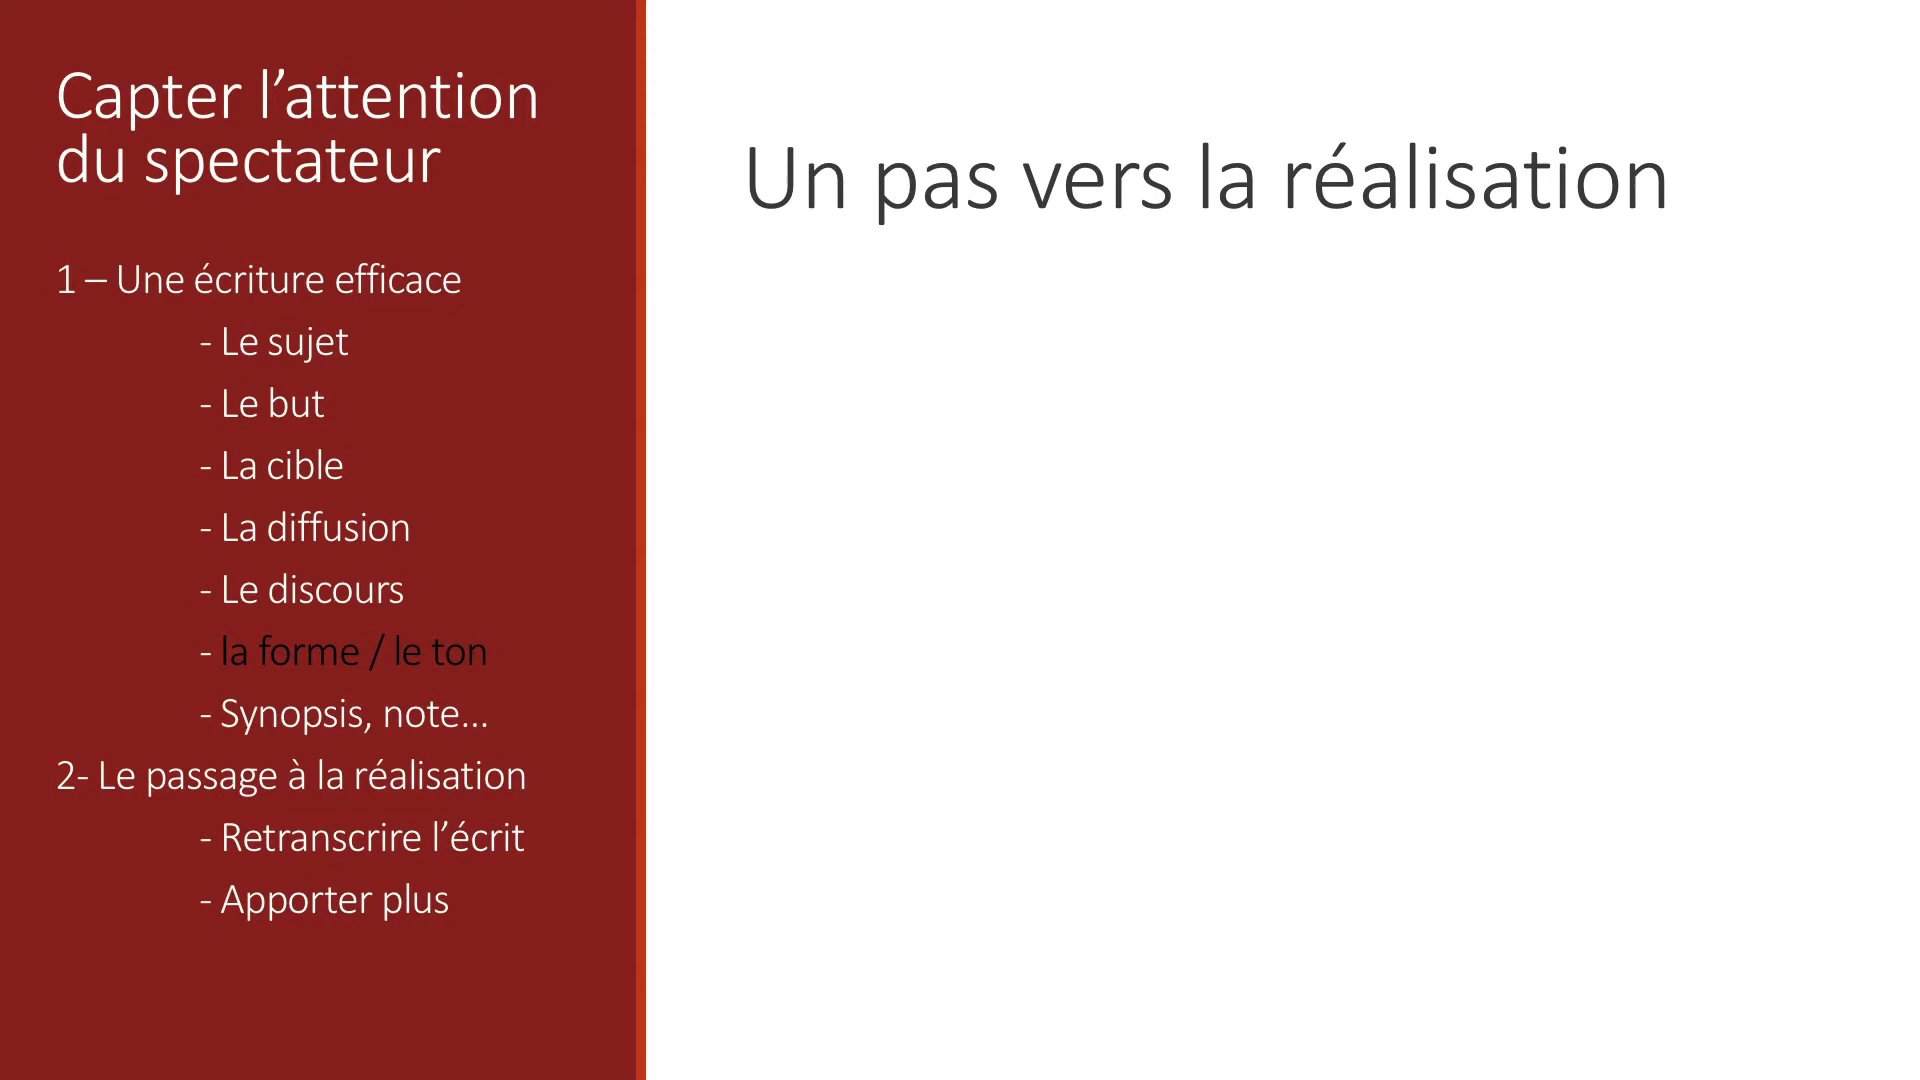 Capter l’attention
du spectateur
1 – Une écriture efficace
- Le sujet
- Le but
- La cible
- La diffusion
- Le discours
- la forme / le ton
- Synopsis, note…
2- Le passage à la réalisation
- Retranscrire l’écrit
- Apporter plus
Un pas vers la réalisation